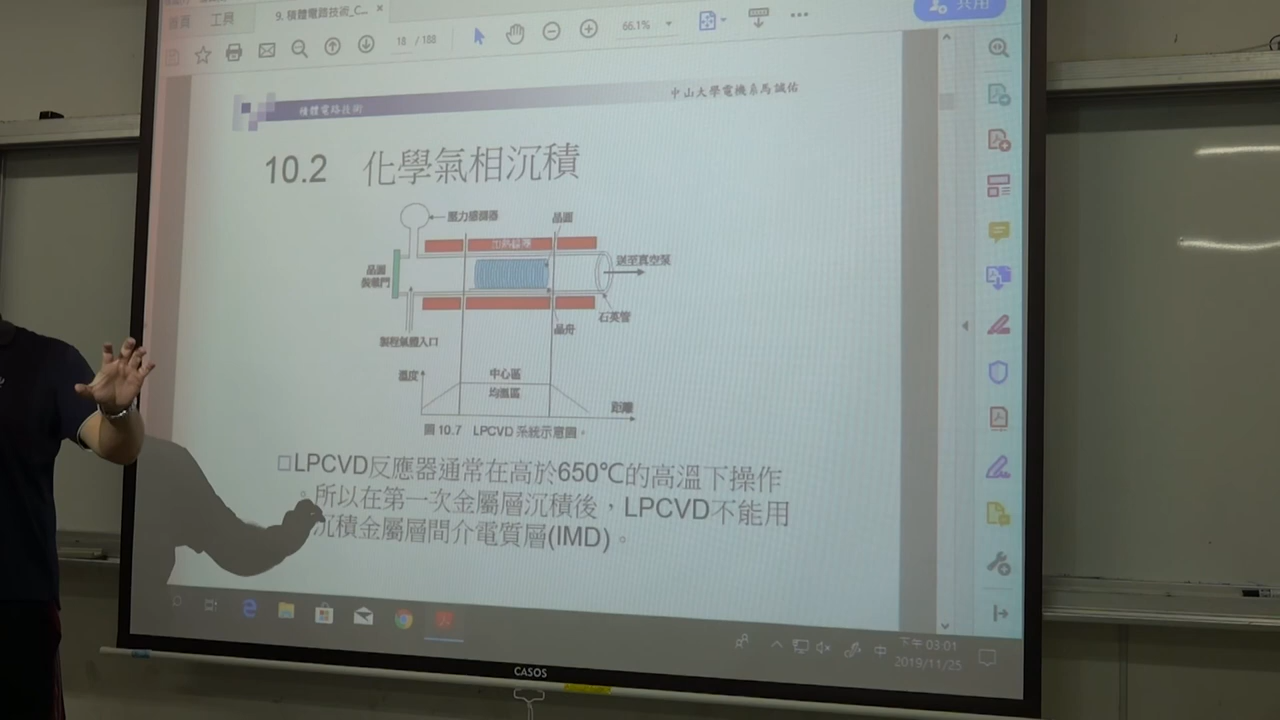 首頁 工具 9. 積體電路技術_C... ×
18 / 188 66.1% 共用
積體電路技術 中山大學電機系馬誠佑
10.2 化學氣相沉積
壓力感測器 晶圓
加熱線圈
晶圓 送至真空泵
裝載門
石英管
晶舟
製程氣體入口
溫度 中心區
均溫區 距離
圖 10.7 LPCVD 系統示意圖。
□LPCVD反應器通常在高於650℃的高溫下操作
。所以在第一次金屬層沉積後，LPCVD不能用
沉積金屬層間介電質層(IMD)。
中 下午 03:01
2019/11/25
CASOS